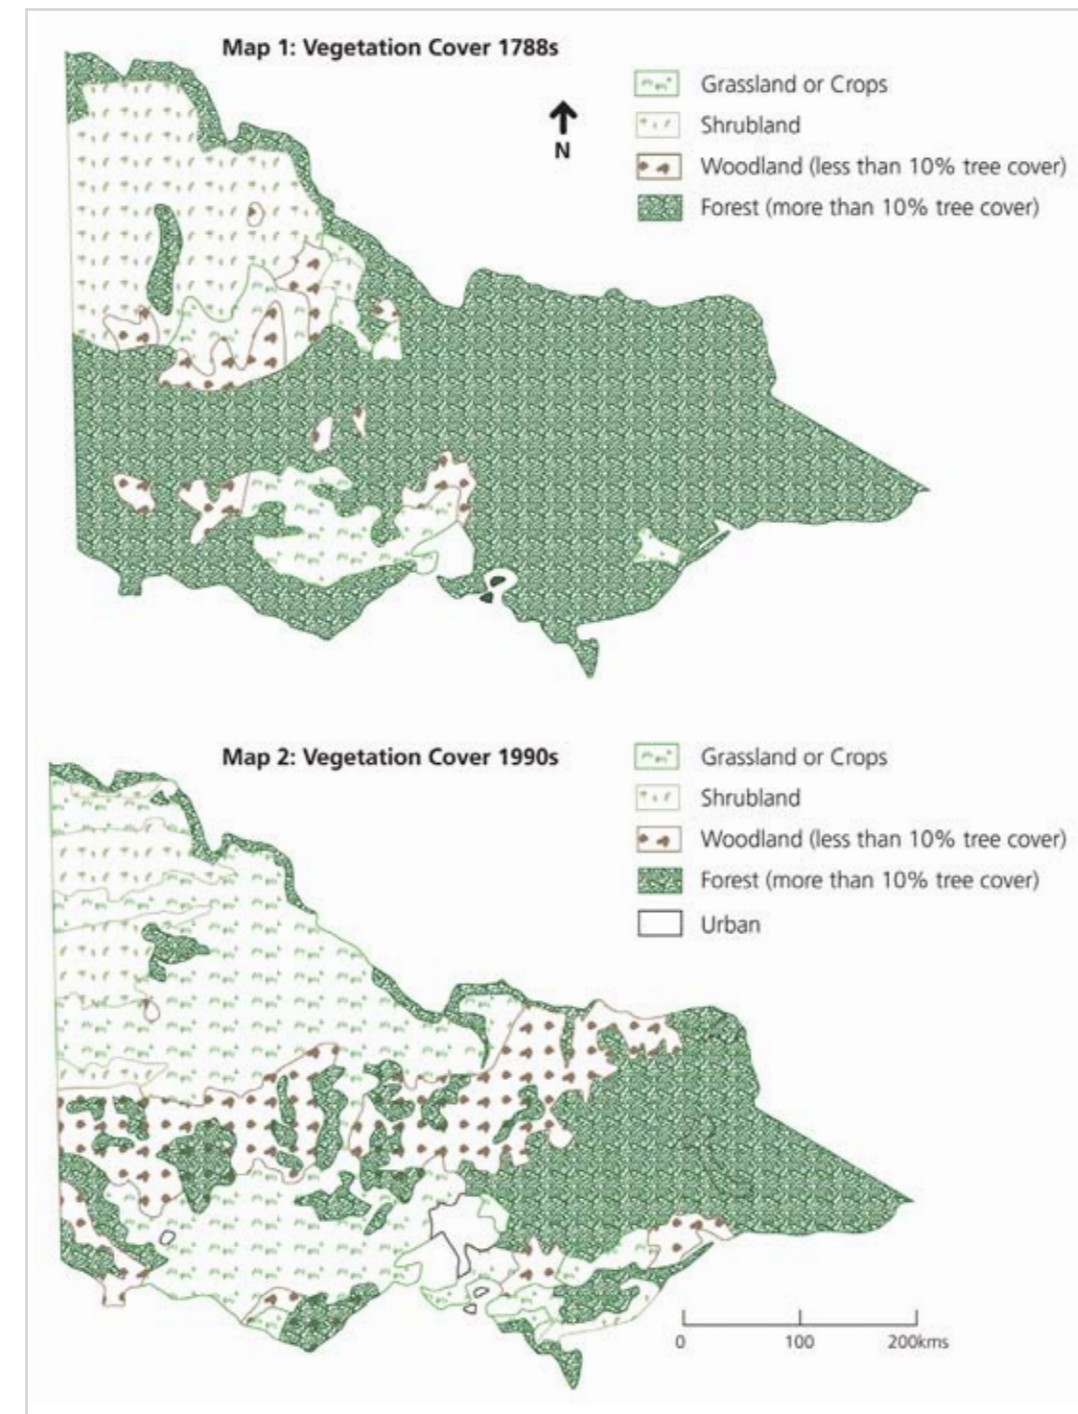 Map 1: Vegetation Cover 1788s
Grassland or Crops
Shrubland
N
Woodland (less than 10% tree cover)
Forest (more than 10% tree cover)
Map 2: Vegetation Cover 1990s
Grassland or Crops
Shrubland
Woodland (less than 10% tree cover)
Forest (more than 10% tree cover)
Urban
0 100 200kms